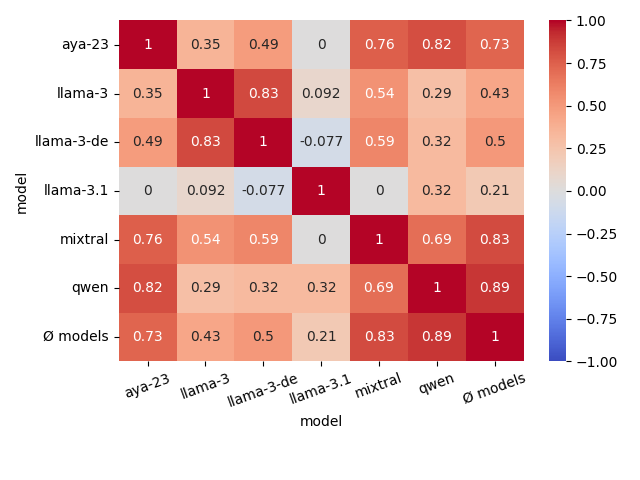 aya-23 1 0.35 0.49 0 0.76 0.82 0.73
llama-3 0.35 1 0.83 0.092 0.54 0.29 0.43
llama-3-de 0.49 0.83 1 -0.077 0.59 0.32 0.5
llama-3.1 0 0.092 -0.077 1 0 0.32 0.21
mixtral 0.76 0.54 0.59 0 1 0.69 0.83
qwen 0.82 0.29 0.32 0.32 0.69 1 0.89
Ø models 0.73 0.43 0.5 0.21 0.83 0.89 1
model
aya-23 llama-3 llama-3-de llama-3.1 mixtral qwen Ø models
model
1.00
0.75
0.50
0.25
0.00
−0.25
−0.50
−0.75
−1.00